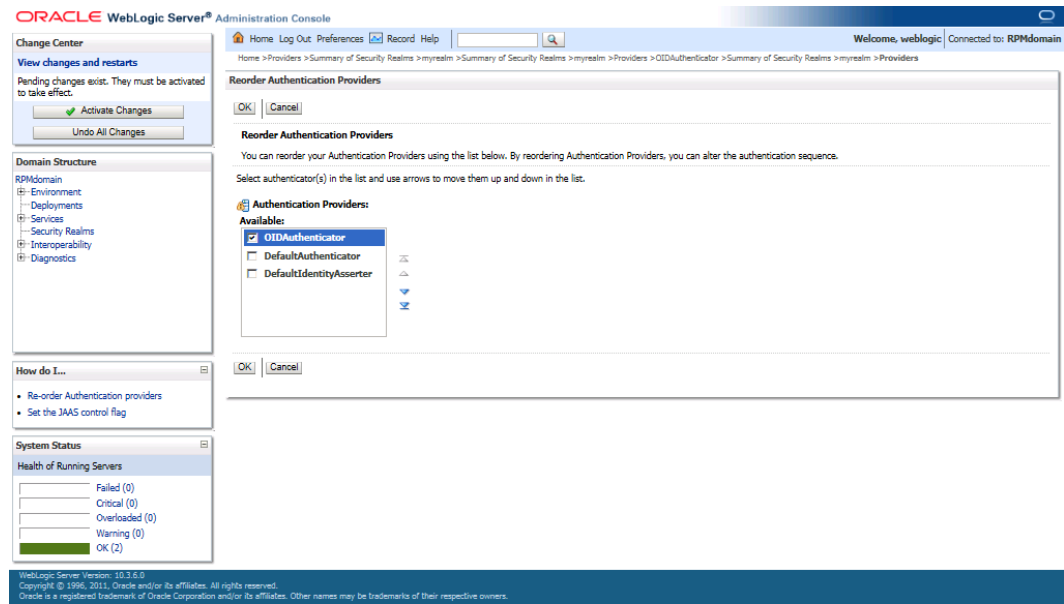 ORACLE WebLogic Server® Administration Console
Change Center
View changes and restarts
Pending changes exist. They must be activated
to take effect.
Activate Changes
Undo All Changes
Domain Structure
RPMdomain
Environment
Deployments
Services
Security Realms
Interoperability
Diagnostics
How do I...
Re-order Authentication providers
Set the JAAS control flag
System Status
Health of Running Servers
Failed (0)
Critical (0)
Overloaded (0)
Warning (0)
OK (2)
Home Log Out Preferences Record Help
Welcome, weblogic Connected to: RPMdomain
Home >Providers >Summary of Security Realms >myrealm >Summary of Security Realms >myrealm >Providers >OIDAuthenticator >Summary of Security Realms >myrealm >Providers
Reorder Authentication Providers
OK Cancel
Reorder Authentication Providers
You can reorder your Authentication Providers using the list below. By reordering Authentication Providers, you can alter the authentication sequence.
Select authenticator(s) in the list and use arrows to move them up and down in the list.
Authentication Providers:
Available:
OIDAuthenticator
DefaultAuthenticator
DefaultIdentityAsserter
OK Cancel
WebLogic Server Version: 10.3.6.0
Copyright © 1996, 2011, Oracle and/or its affiliates. All rights reserved.
Oracle is a registered trademark of Oracle Corporation and/or its affiliates. Other names may be trademarks of their respective owners.